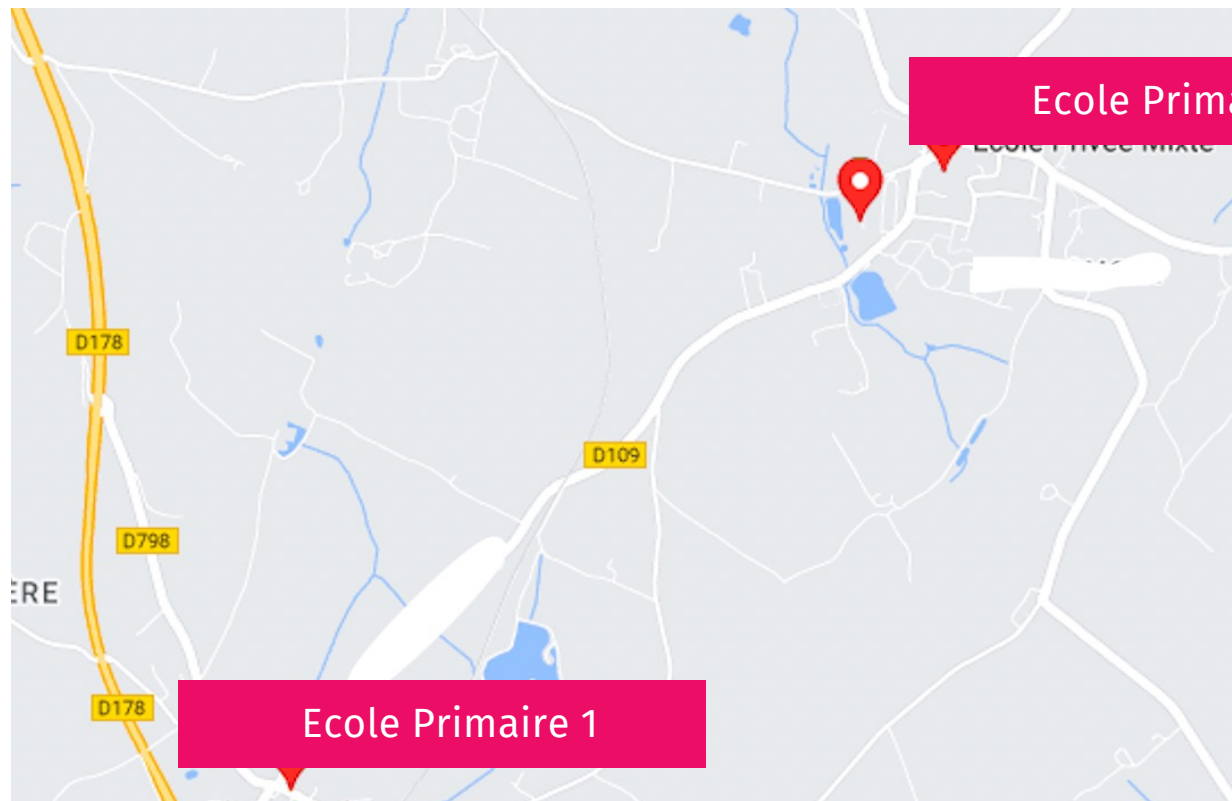 Ecole Prima
Ecole Privée Mixte
D178
D109
D798
ERE
D178
Ecole Primaire 1